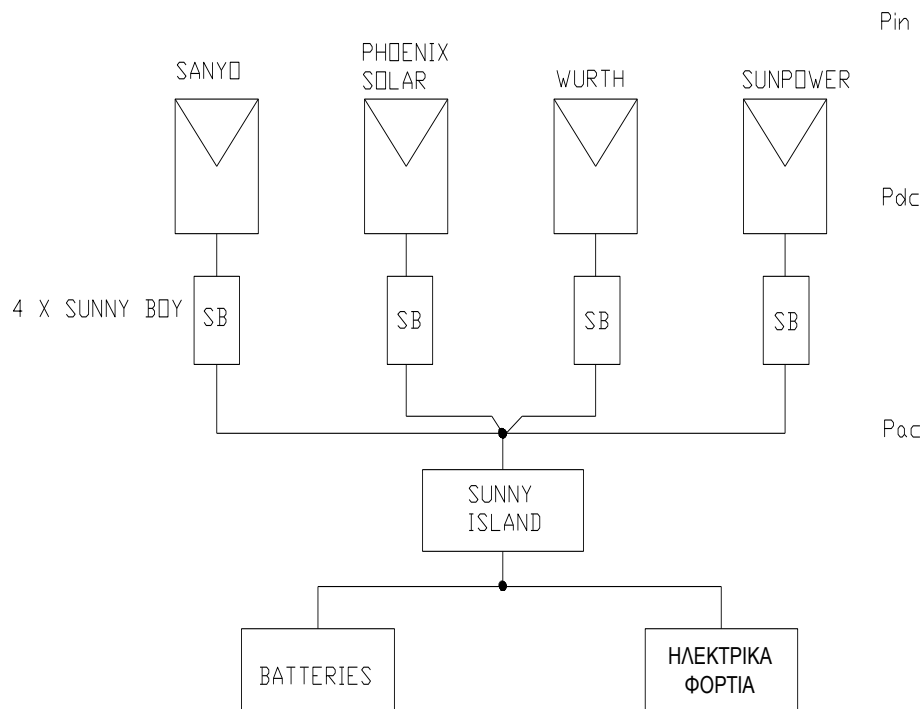 Pin
SANYO
PHOENIX
SOLAR
WURTH
SUNPOWER
Pdc
4 X SUNNY BOY
SB
SB
SB
SB
Pac
SUNNY
ISLAND
BATTERIES
ΗΛΕΚΤΡΙΚΑ
ΦΟΡΤΙΑ